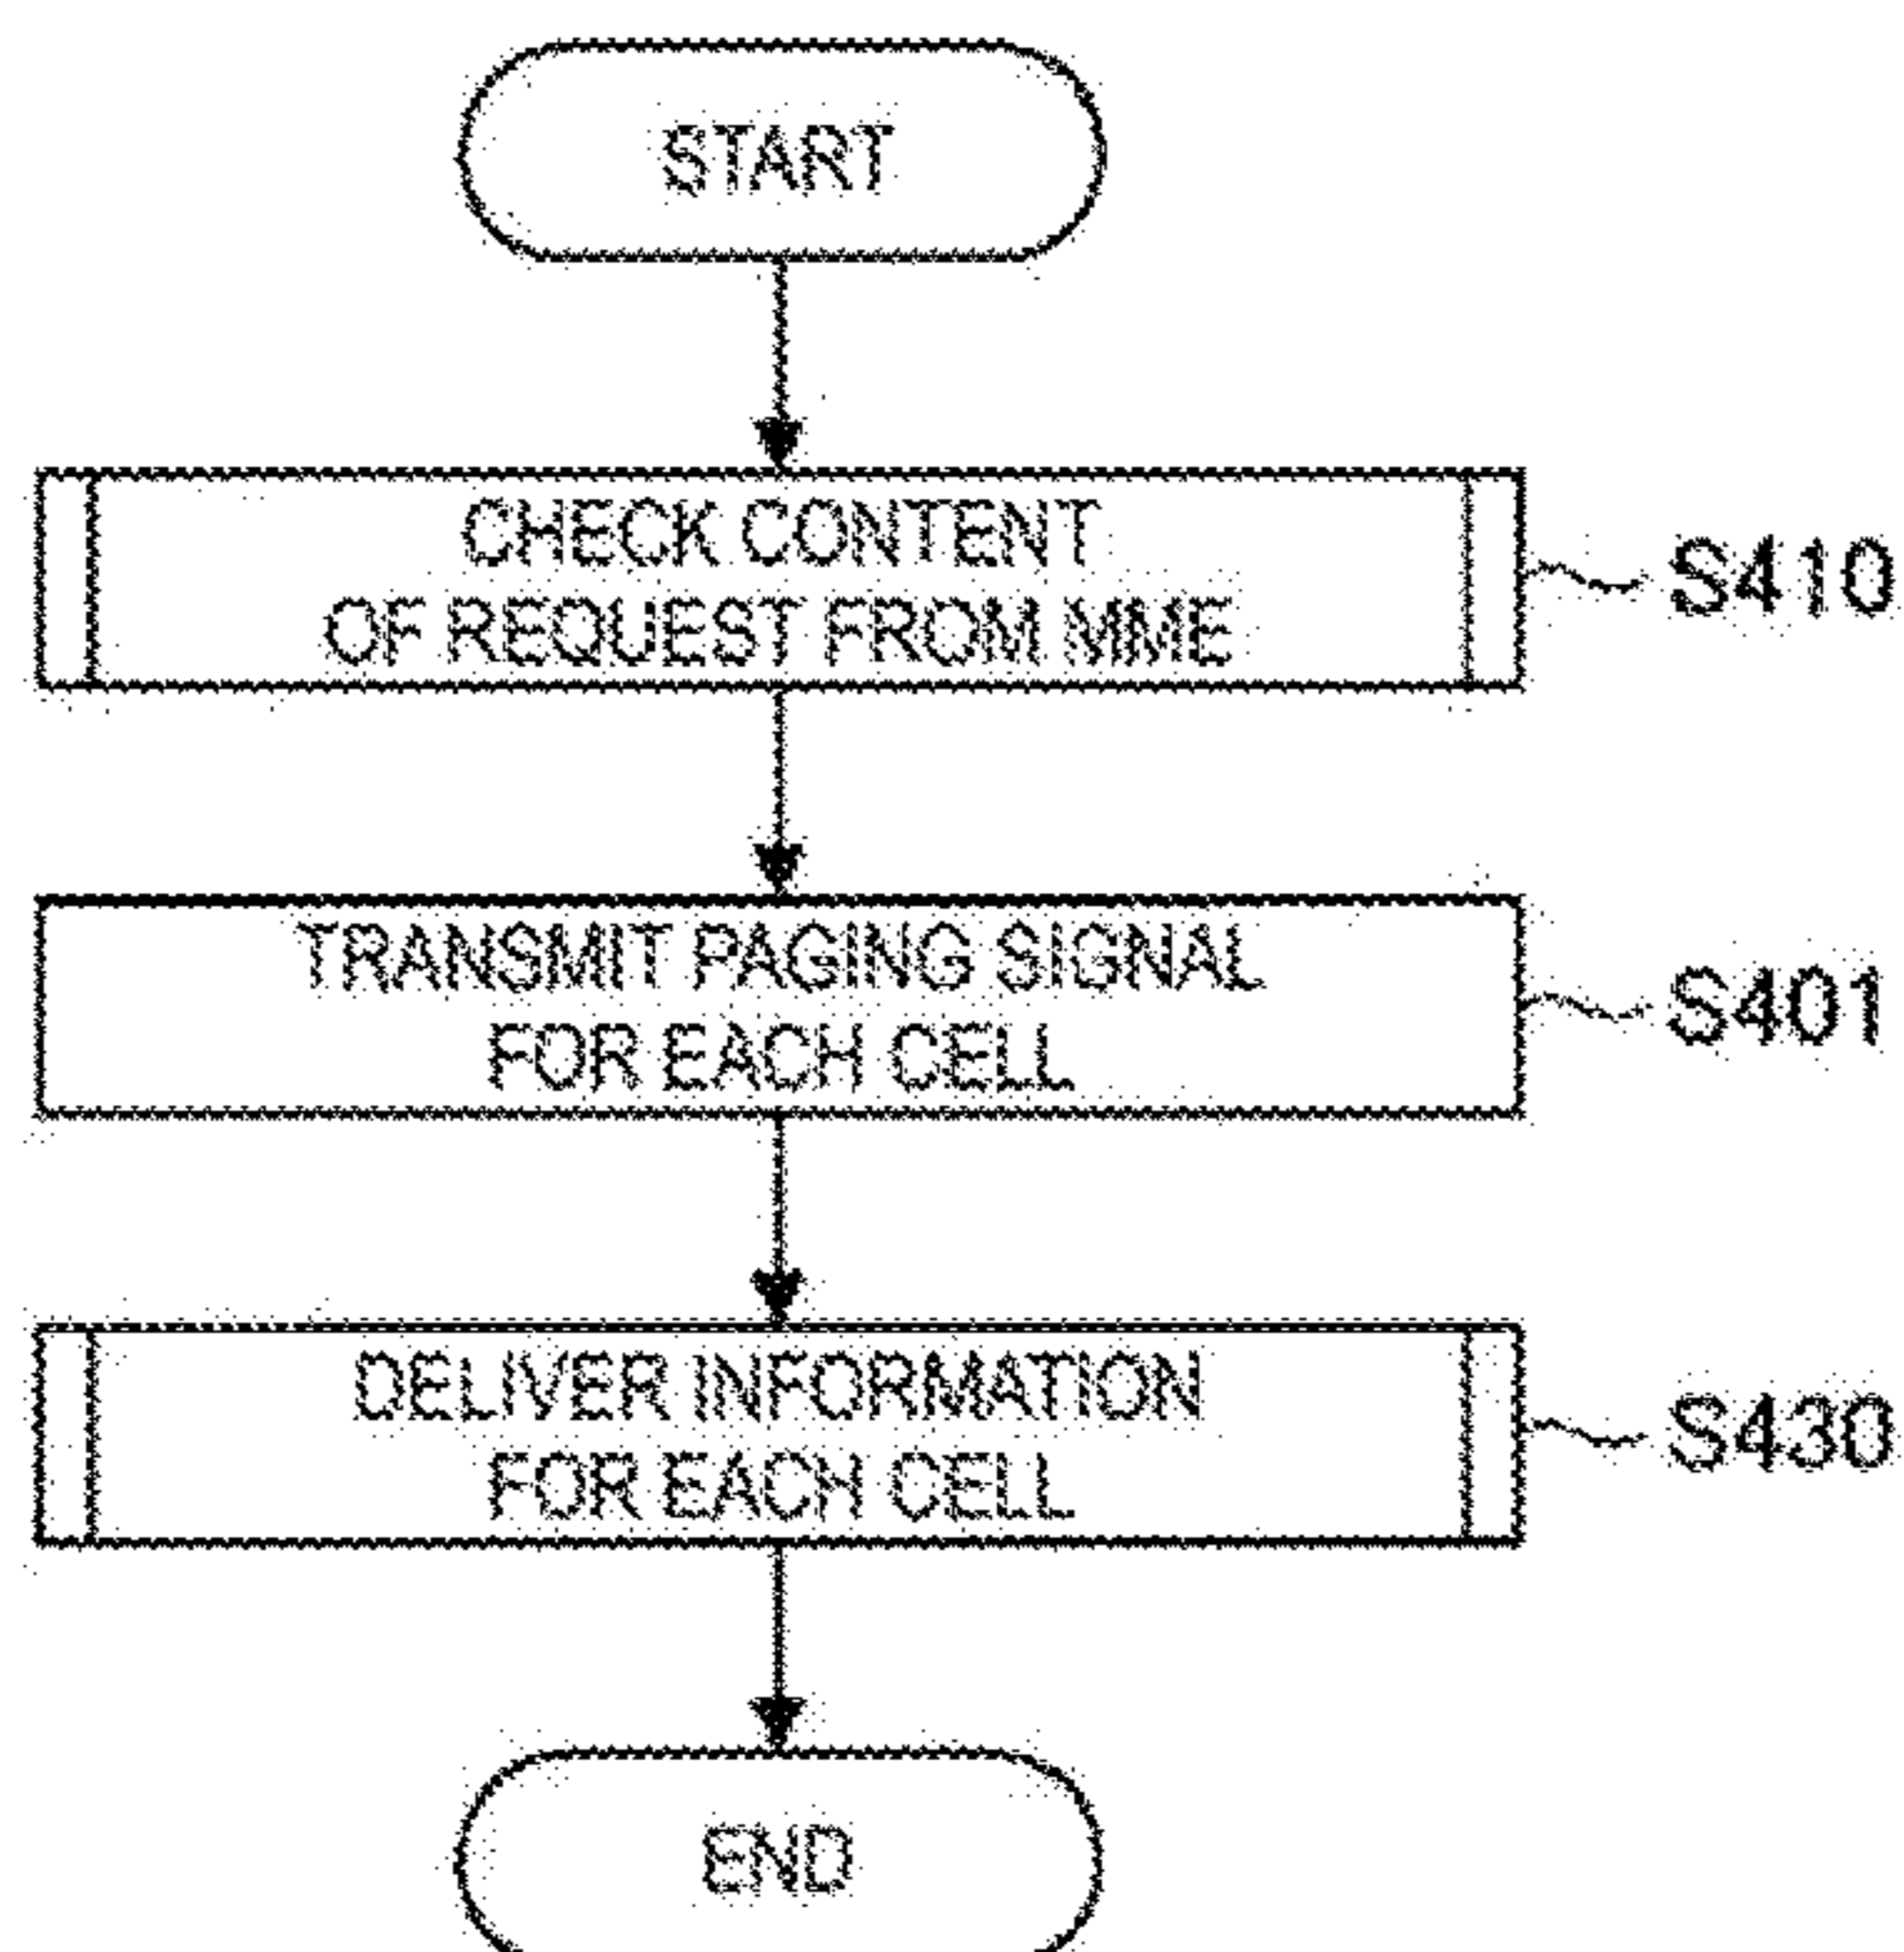 START
CHECK CONTENT
OF REQUEST FROM MME
S410
TRANSMIT PAGING SIGNAL
FOR EACH CELL
S401
DELIVER INFORMATION
FOR EACH CELL
S430
END